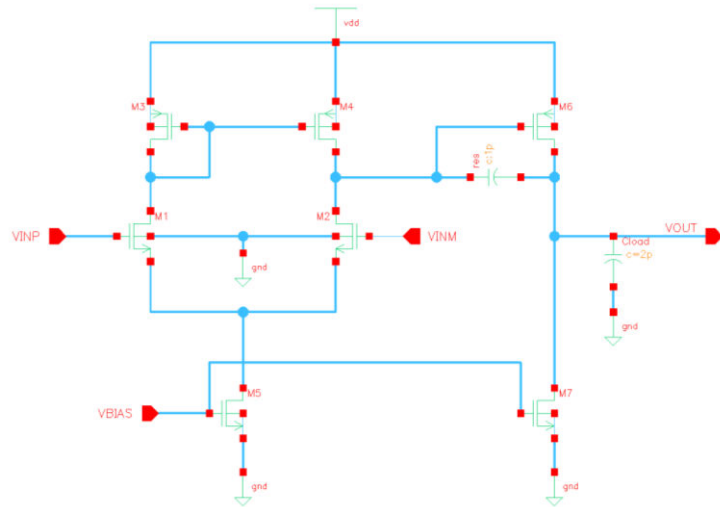 vdd
M3
M4
M6
res
c:1p
M1
M2
VINP
VINM
gnd
VOUT
Cload
c=2p
gnd
M5
M7
VBIAS
gnd
gnd